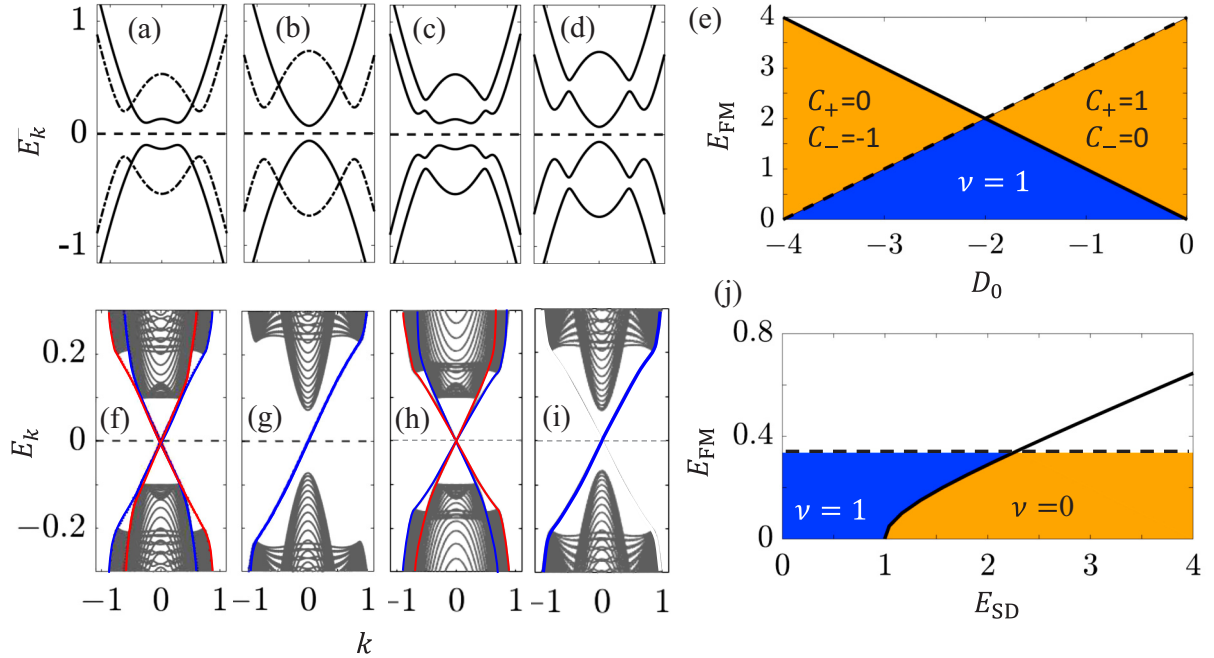 (a) (b) (c) (d)
1
0
-1
E_k
(e)
4
3
2
1
0
E_FM
C_+=0
C_-=-1
C_+=1
C_-=0
ν = 1
−4 −3 −2 −1 0
D_0
(f) (g) (h) (i)
0.2
0
−0.2
E_k
−1 0 1 -1 0 1 −1 0 1 -1 0 1
k
(j)
0.8
0.4
0
E_FM
ν = 1
ν =0
0 1 2 3 4
E_SD